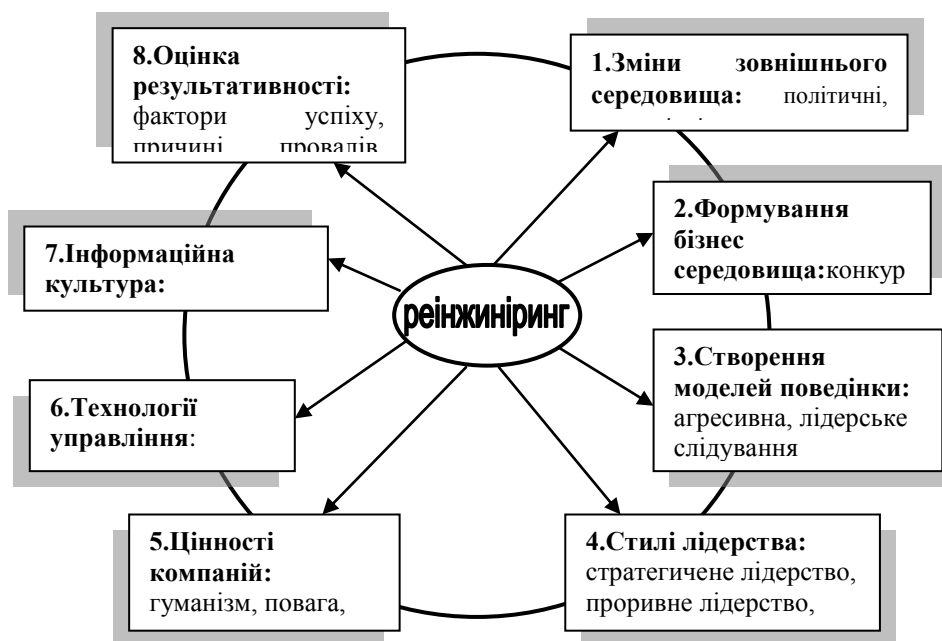 8.Оцінка
результативності:
фактори успіху,
причині провалів
1.Зміни зовнішнього
середовища: політичні,
2.Формування
бізнес
середовища:конкур
7.Інформаційна
культура:
реінжиніринг
3.Створення
моделей поведінки:
агресивна, лідерське
слідування
6.Технології
управління:
5.Цінності
компаній:
гуманізм, повага,
4.Стилі лідерства:
стратегичене лідерство,
проривне лідерство,